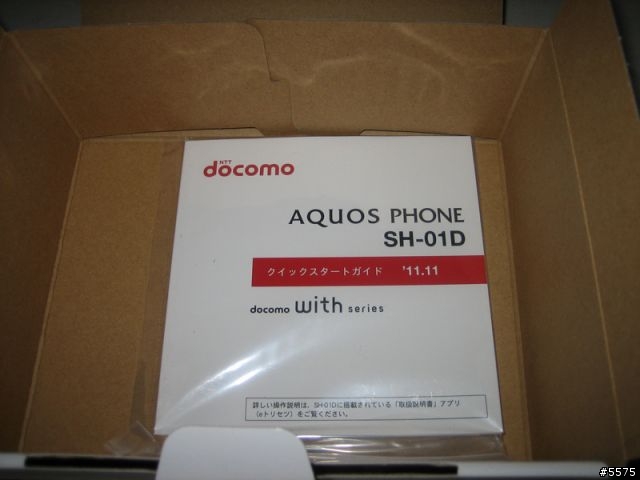 NTT
docomo
AQUOS PHONE
SH-01D
クイックスタートガイド '11.11
docomo with series
詳しい操作説明は、SH-01Dに搭載されている「取扱説明書」アプリ
（eトリセツ）をご覧ください。
#5575